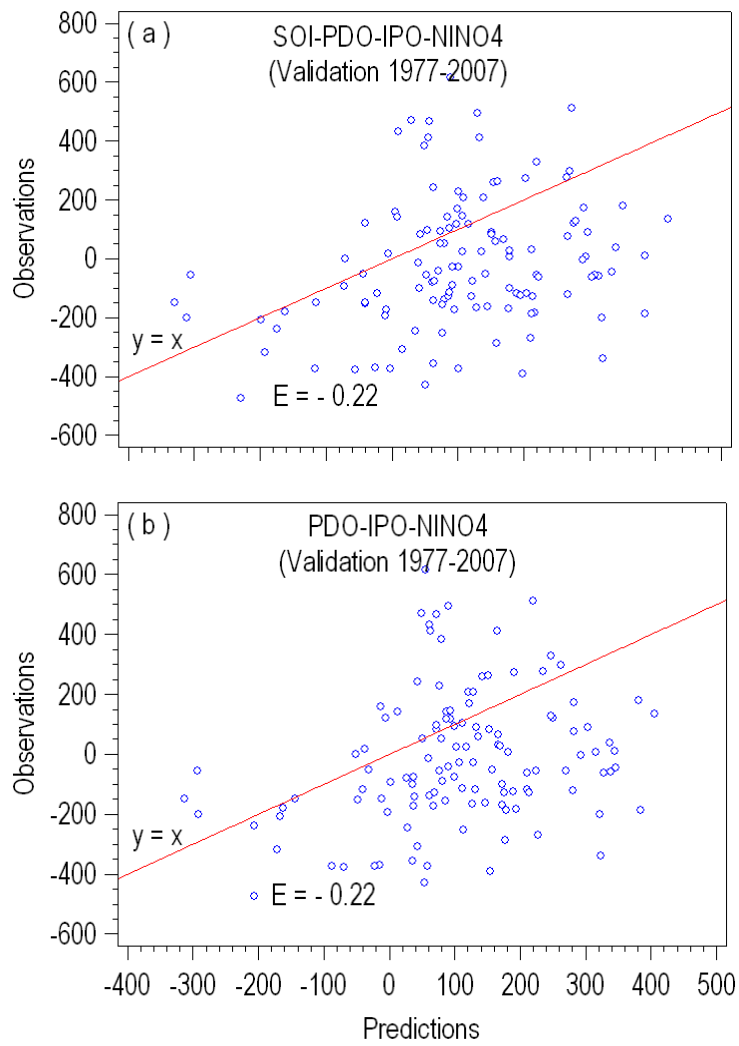 ( a )
SOI-PDO-IPO-NINO4
(Validation 1977-2007)
800
600
400
200
0
-200
-400
-600
Observations
y = x
E = - 0.22
( b )
PDO-IPO-NINO4
(Validation 1977-2007)
800
600
400
200
0
-200
-400
-600
Observations
y = x
E = - 0.22
-400 -300 -200 -100 0 100 200 300 400 500
Predictions